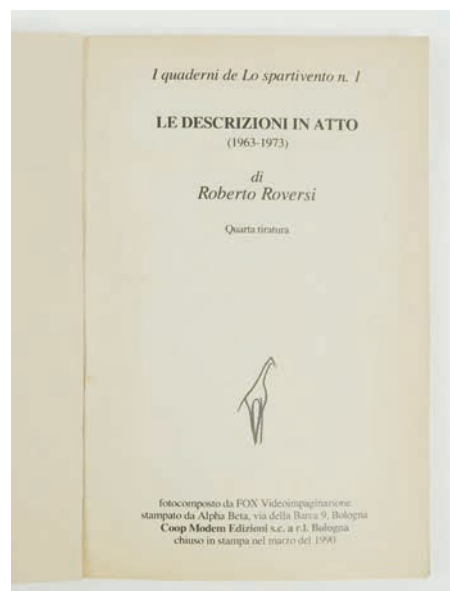 I quaderni de Lo spartivento n. 1
LE DESCRIZIONI IN ATTO
(1963-1973)
di
Roberto Roversi
Quarta tiratura
fotocomposto da FOX Videoimpaginazione
stampato da Alpha Beta, via della Barca 9, Bologna
Coop Modem Edizioni s.c. a r.l. Bologna
chiuso in stampa nel marzo del 1990